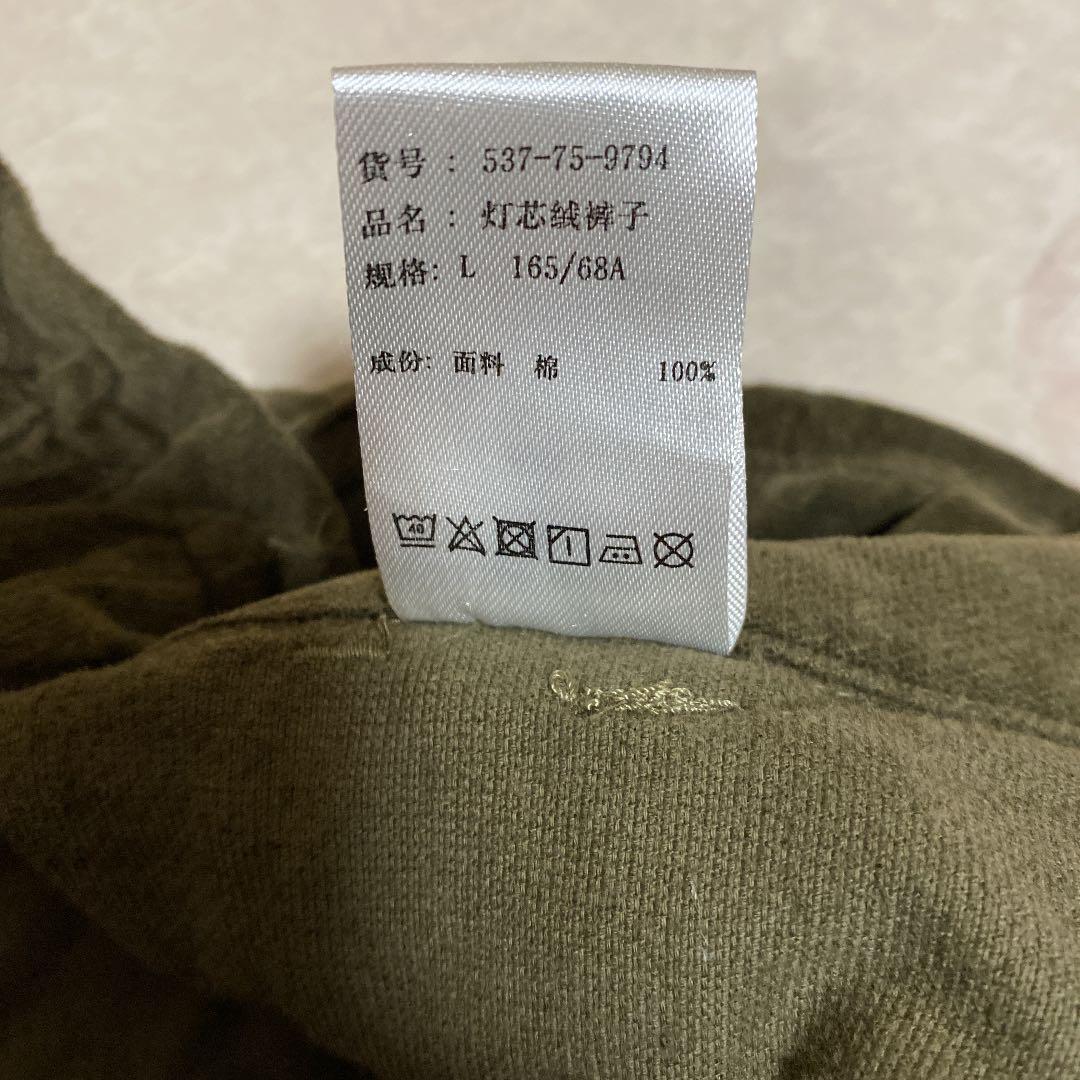 货号 : 537-75-9794
品名 : 灯芯绒裤子
规格: L 165/68A
成份: 面料 棉 100%
40